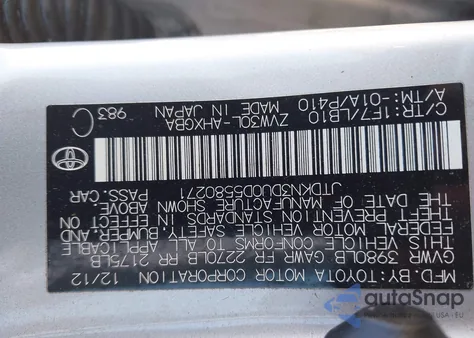 MFD. BY: TOYOTA MOTOR CORPORATION 12/12
GVWR 3980LB GAWR FR 2270LB RR 2175LB
THIS VEHICLE CONFORMS TO ALL APPLICABLE
FEDERAL MOTOR VEHICLE SAFETY, BUMPER, AND
THEFT PREVENTION STANDARDS IN EFFECT ON
THE DATE OF MANUFACTURE SHOWN ABOVE.
JTDKN3DU0D5580271 PASS. CAR
C/TR: 1F7/LB10 ZVW30L-AHXGBA
A/TM: -01A/P410 MADE IN JAPAN
C 983
autoSnap